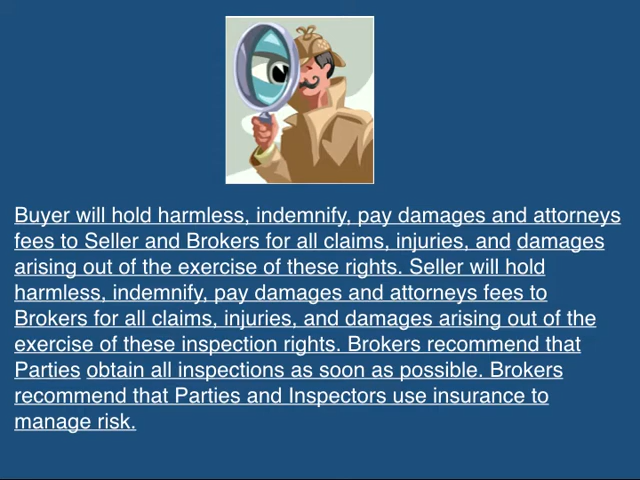 Buyer will hold harmless, indemnify, pay damages and attorneys
fees to Seller and Brokers for all claims, injuries, and damages
arising out of the exercise of these rights. Seller will hold
harmless, indemnify, pay damages and attorneys fees to
Brokers for all claims, injuries, and damages arising out of the
exercise of these inspection rights. Brokers recommend that
Parties obtain all inspections as soon as possible. Brokers
recommend that Parties and Inspectors use insurance to
manage risk.